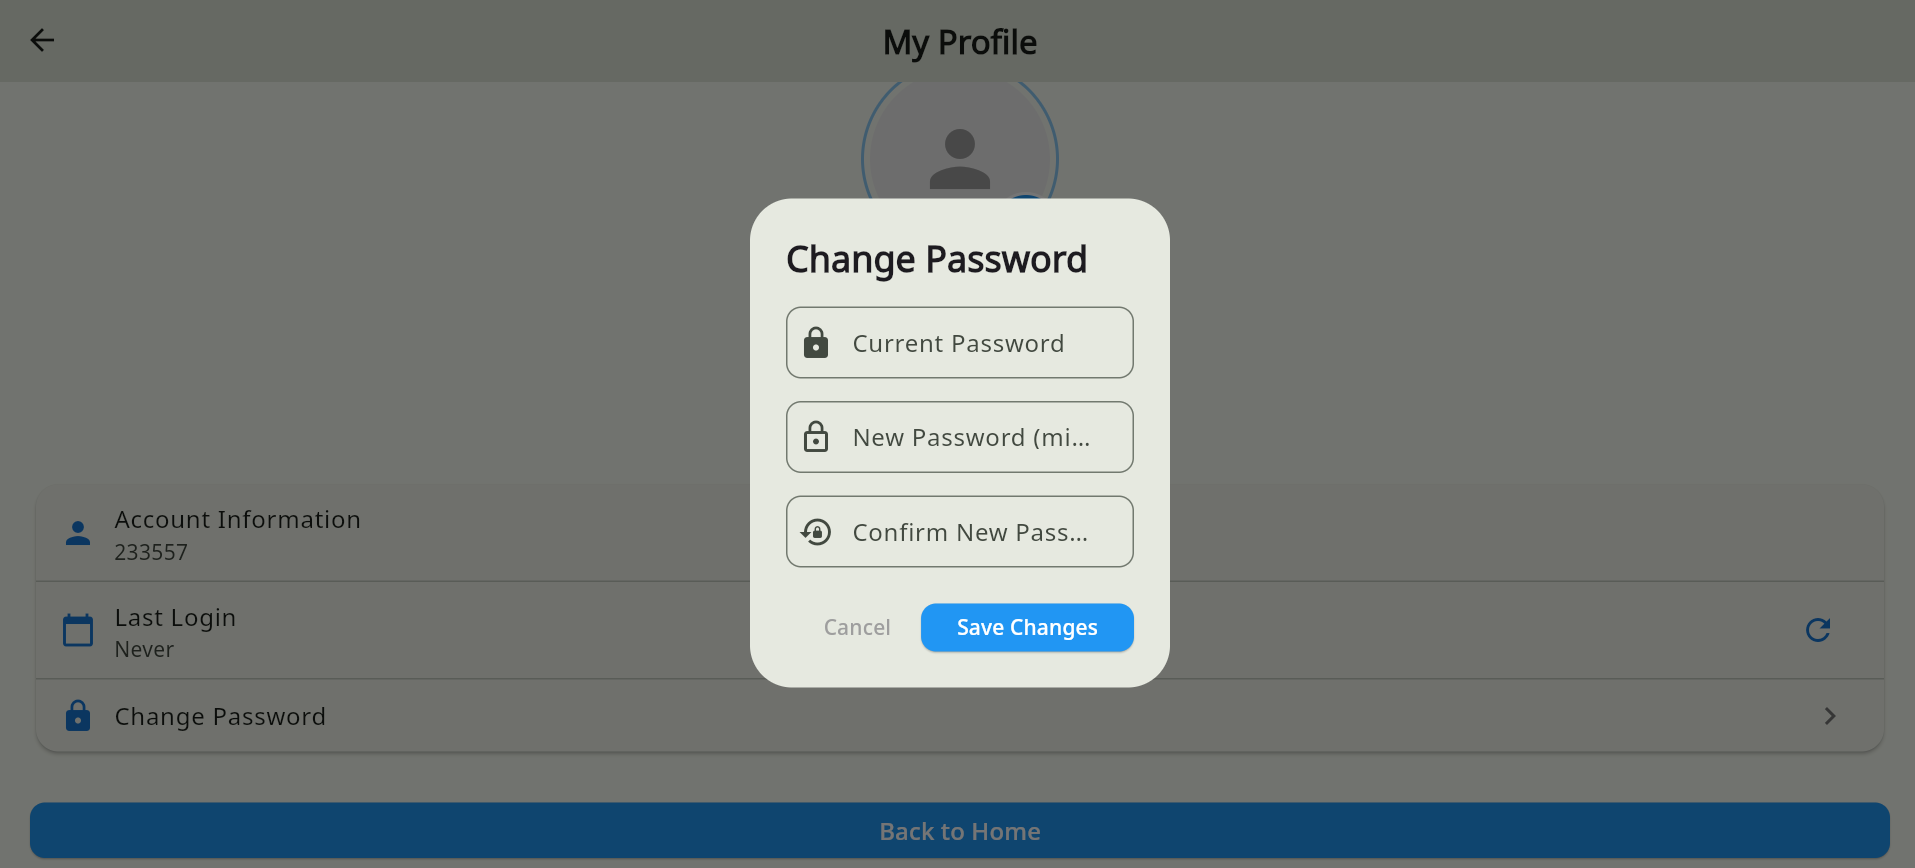 My Profile
Change Password
Current Password
New Password (mi...
Confirm New Pass...
Cancel
Save Changes
Account Information
233557
Last Login
Never
Change Password
Back to Home